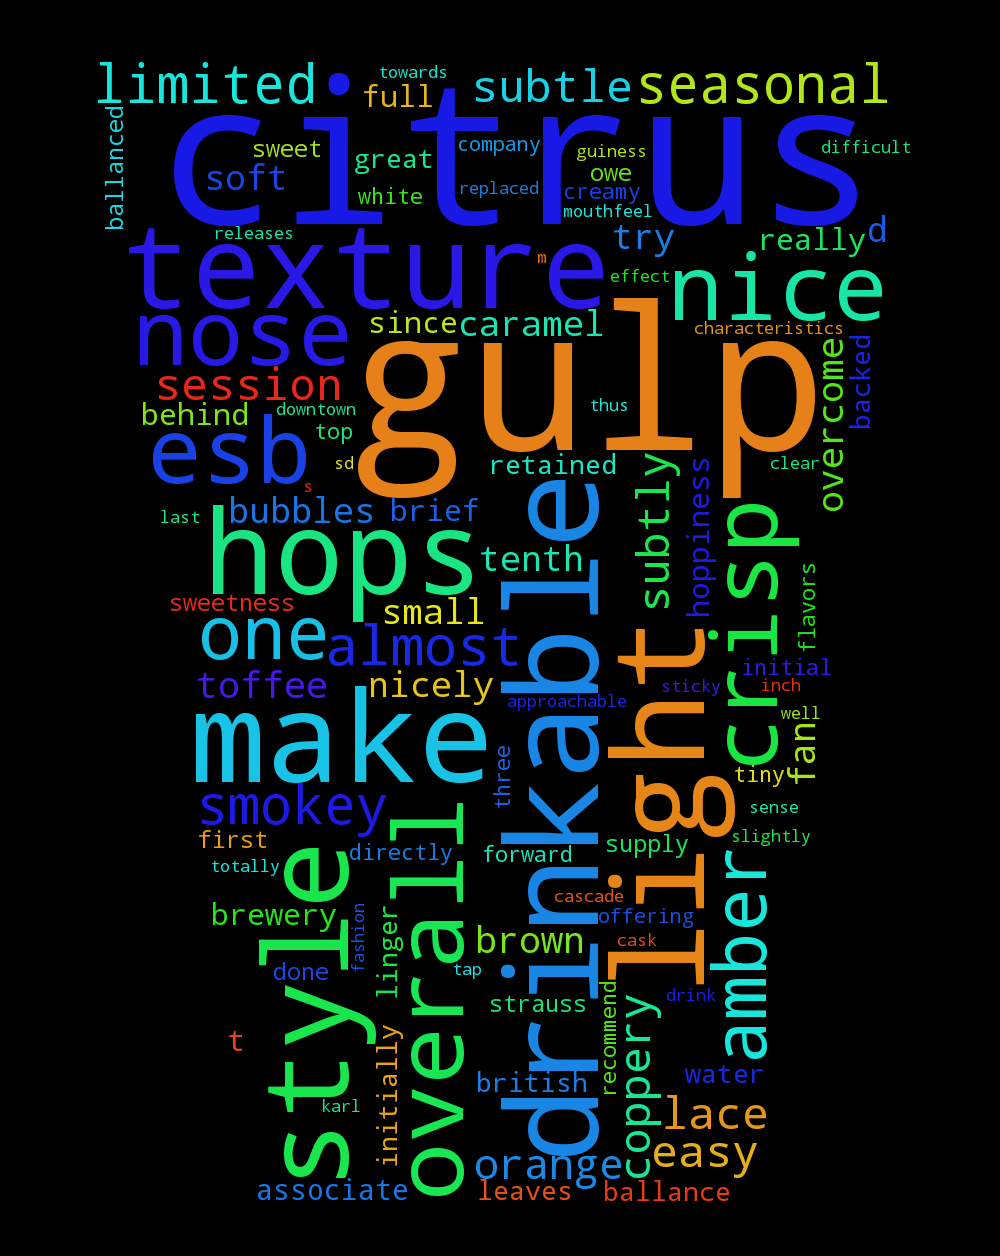 towards
limited
full
subtle
seasonal
citrus
ballanced
sweet
great
company
guiness
difficult
soft
white
replaced
owe
creamy
mouthfeel
releases
texture
m
try
really
d
effect
nice
nose
since
caramel
characteristics
gulp
session
behind
downtown
top
thus
overcome
backed
esb
sd
s
retained
clear
last
bubbles
brief
subtly
hoppiness
crisp
hops
tenth
drinkable
flavors
sweetness
small
one
almost
light
initial
toffee
nicely
approachable
sticky
inch
well
make
three
fan
tiny
smokey
sense
first
directly
forward
supply
slightly
totally
style
overall
cascade
amber
brewery
fashion
linger
offering
brown
cask
done
tap
strauss
recommend
drink
copper​y
t
initially
british
water
karl
lace
easy
orange
associate
leaves
ballance